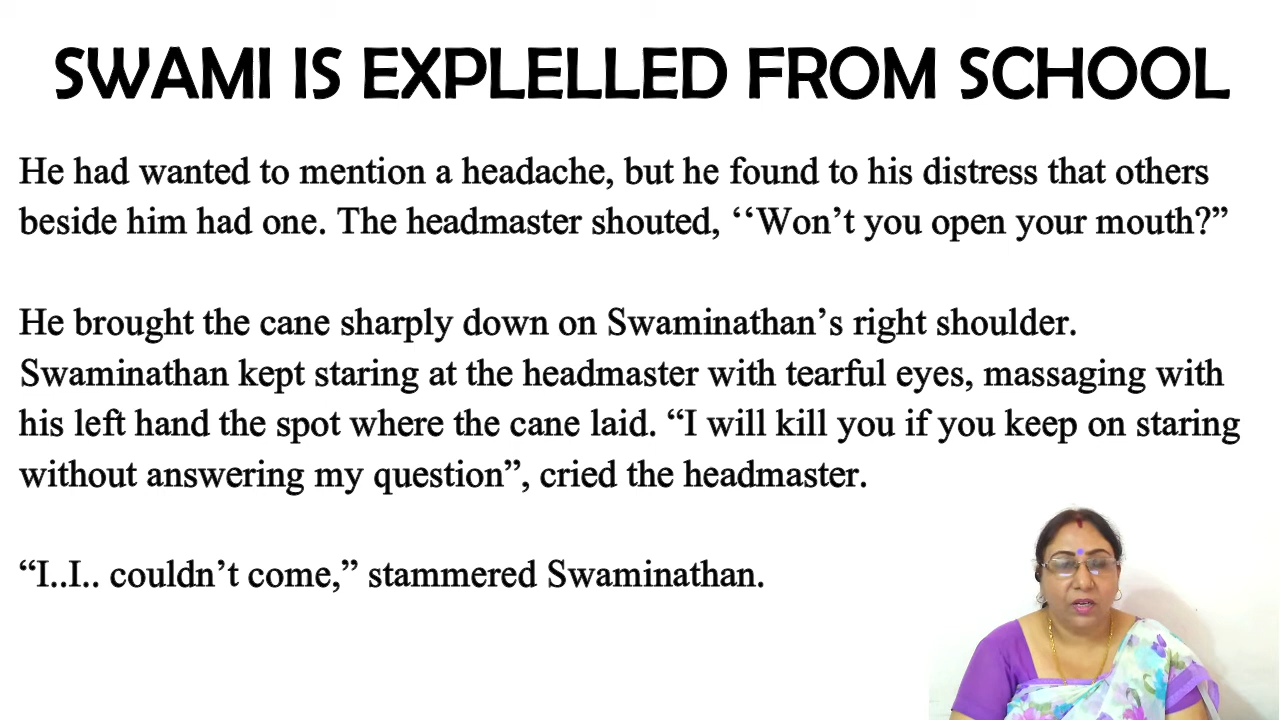 SWAMI IS EXPLELLED FROM SCHOOL
He had wanted to mention a headache, but he found to his distress that others
beside him had one. The headmaster shouted, ‘‘Won’t you open your mouth?”
He brought the cane sharply down on Swaminathan’s right shoulder.
Swaminathan kept staring at the headmaster with tearful eyes, massaging with
his left hand the spot where the cane laid. “I will kill you if you keep on staring
without answering my question”, cried the headmaster.
“I..I.. couldn’t come,” stammered Swaminathan.